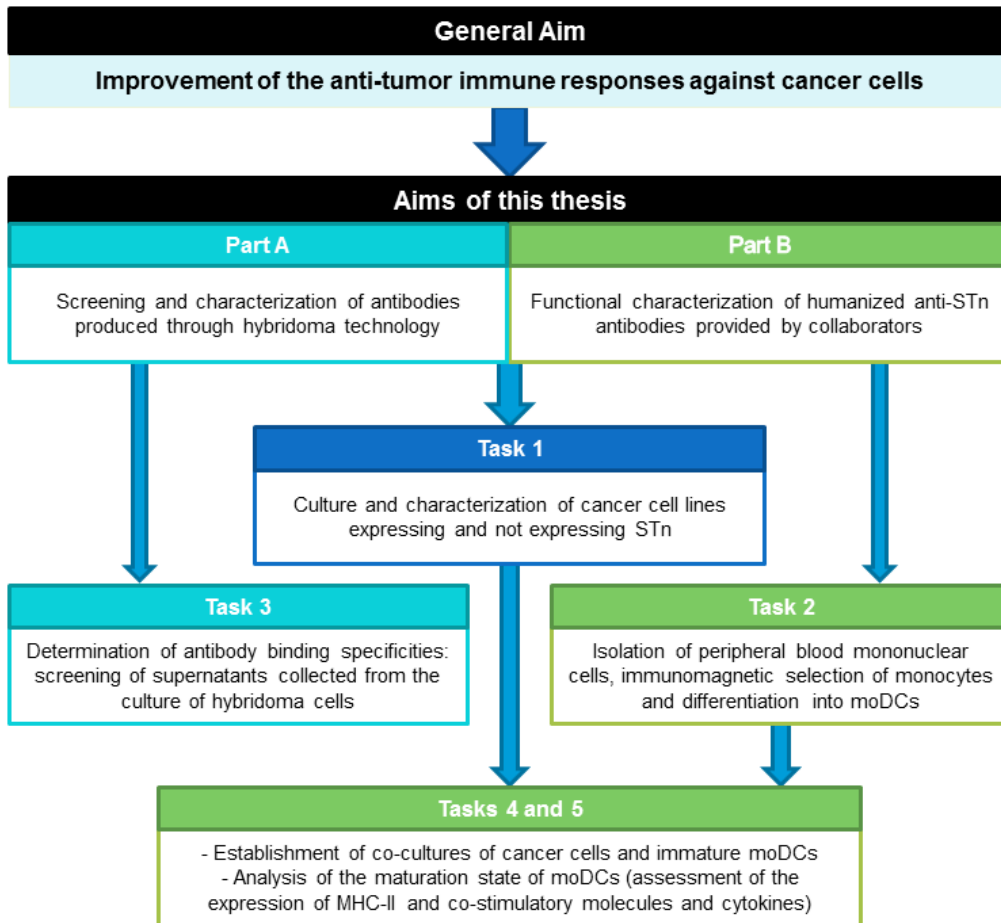 General Aim
Improvement of the anti-tumor immune responses against cancer cells
Aims of this thesis
Part A
Screening and characterization of antibodies
produced through hybridoma technology
Part B
Functional characterization of humanized anti-STn
antibodies provided by collaborators
Task 1
Culture and characterization of cancer cell lines
expressing and not expressing STn
Task 3
Determination of antibody binding specificities:
screening of supernatants collected from the
culture of hybridoma cells
Task 2
Isolation of peripheral blood mononuclear
cells, immunomagnetic selection of monocytes
and differentiation into moDCs
Tasks 4 and 5
- Establishment of co-cultures of cancer cells and immature moDCs
- Analysis of the maturation state of moDCs (assessment of the
expression of MHC-II and co-stimulatory molecules and cytokines)